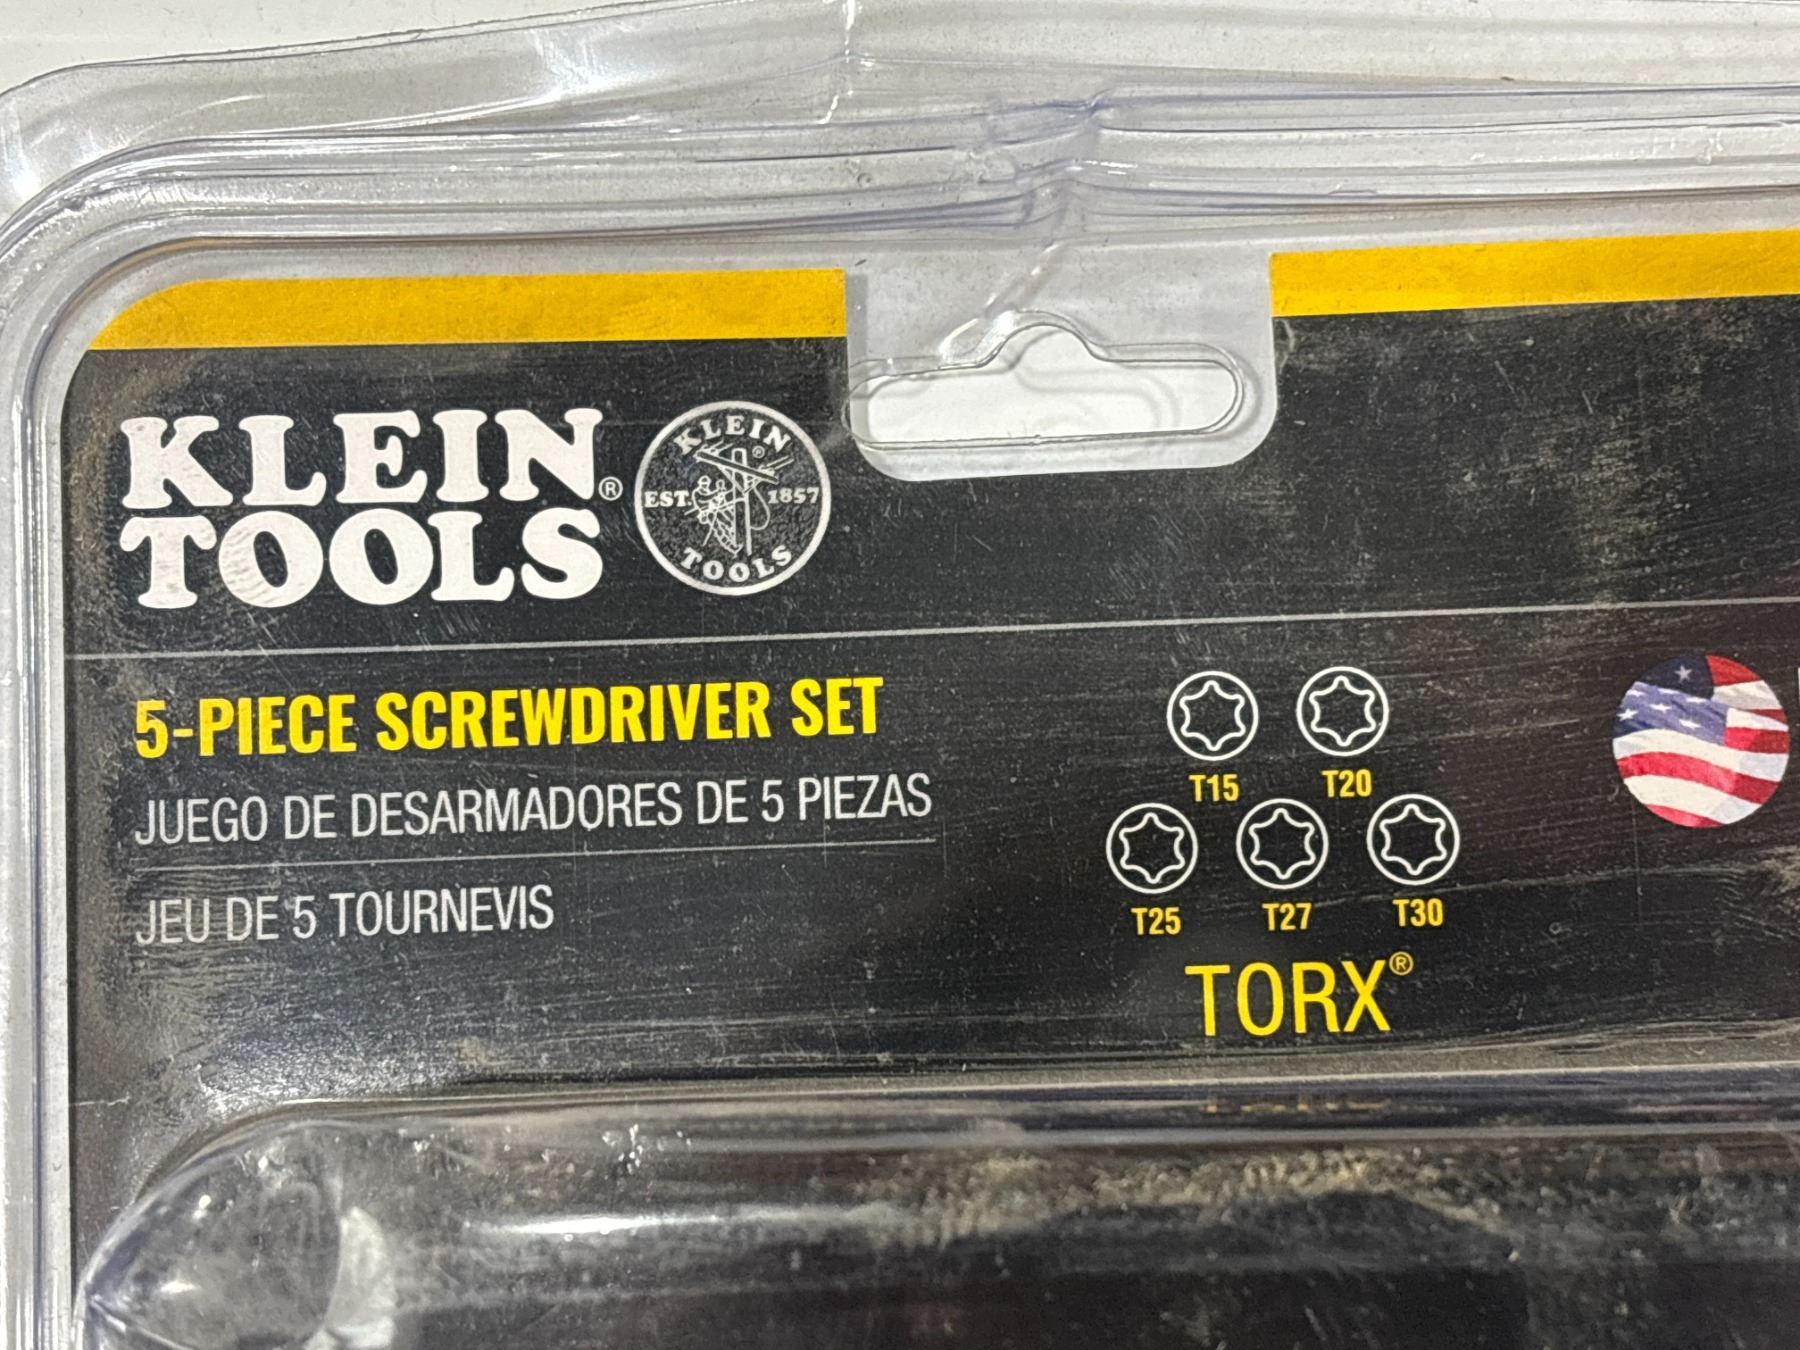 KLEIN
TOOLS®
KLEIN
®
EST. 1857
TOOLS
5-PIECE SCREWDRIVER SET
JUEGO DE DESARMADORES DE 5 PIEZAS
JEU DE 5 TOURNEVIS
T15 T20
T25 T27 T30
TORX®